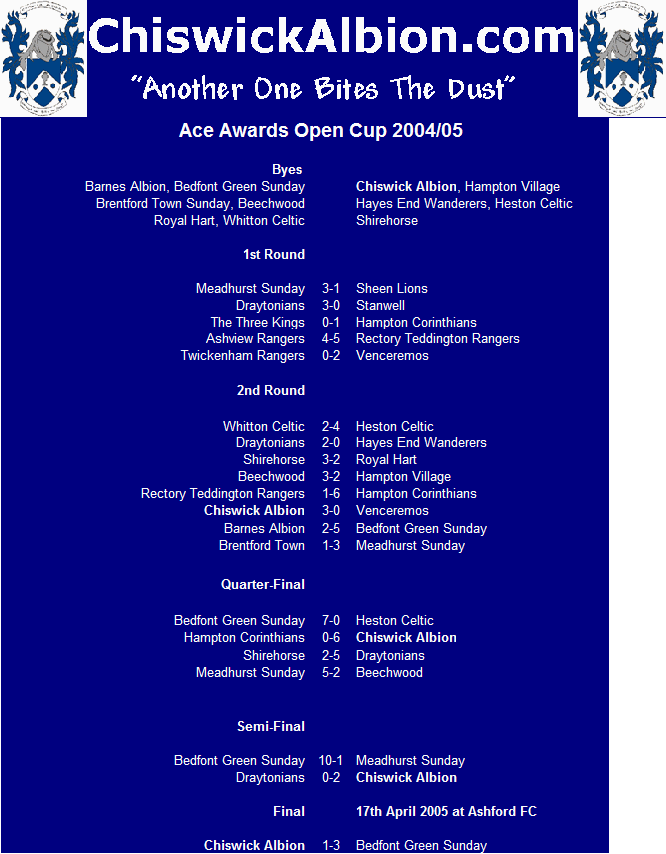 ChiswickAlbion.com
"Another One Bites The Dust"
Ace Awards Open Cup 2004/05
Byes
Barnes Albion, Bedfont Green Sunday Chiswick Albion, Hampton Village
Brentford Town Sunday, Beechwood Hayes End Wanderers, Heston Celtic
Royal Hart, Whitton Celtic Shirehorse
1st Round
Meadhurst Sunday 3-1 Sheen Lions
Draytonians 3-0 Stanwell
The Three Kings 0-1 Hampton Corinthians
Ashview Rangers 4-5 Rectory Teddington Rangers
Twickenham Rangers 0-2 Venceremos
2nd Round
Whitton Celtic 2-4 Heston Celtic
Draytonians 2-0 Hayes End Wanderers
Shirehorse 3-2 Royal Hart
Beechwood 3-2 Hampton Village
Rectory Teddington Rangers 1-6 Hampton Corinthians
Chiswick Albion 3-0 Venceremos
Barnes Albion 2-5 Bedfont Green Sunday
Brentford Town 1-3 Meadhurst Sunday
Quarter-Final
Bedfont Green Sunday 7-0 Heston Celtic
Hampton Corinthians 0-6 Chiswick Albion
Shirehorse 2-5 Draytonians
Meadhurst Sunday 5-2 Beechwood
Semi-Final
Bedfont Green Sunday 10-1 Meadhurst Sunday
Draytonians 0-2 Chiswick Albion
Final 17th April 2005 at Ashford FC
Chiswick Albion 1-3 Bedfont Green Sunday